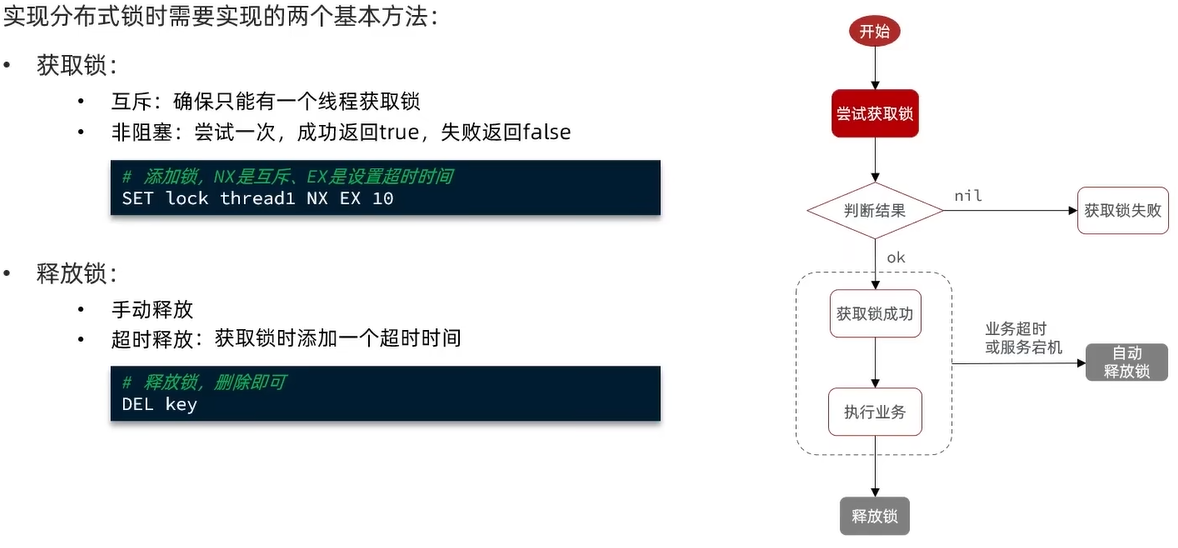 实现分布式锁时需要实现的两个基本方法：
• 获取锁：
• 互斥：确保只能有一个线程获取锁
• 非阻塞：尝试一次，成功返回true，失败返回false
# 添加锁，NX是互斥、EX是设置超时时间
SET lock thread1 NX EX 10
• 释放锁：
• 手动释放
• 超时释放：获取锁时添加一个超时时间
# 释放锁，删除即可
DEL key
开始
尝试获取锁
判断结果
nil
获取锁失败
ok
获取锁成功
业务超时
或服务宕机
自动
释放锁
执行业务
释放锁